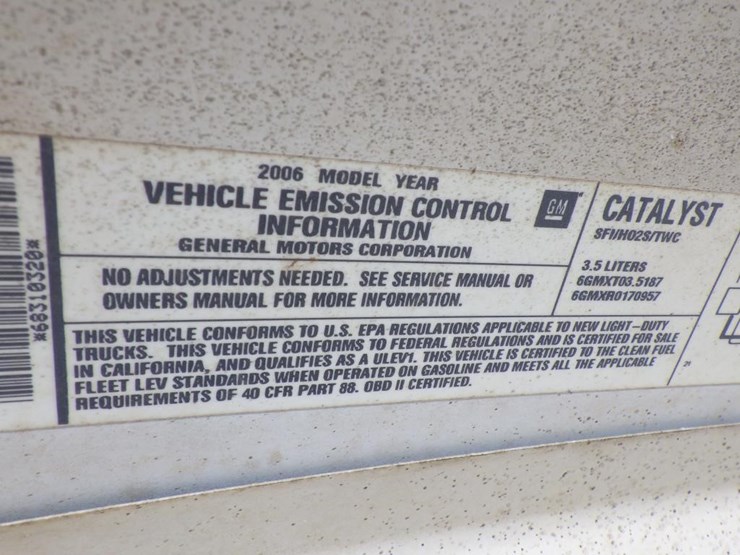 *68310320*
2006 MODEL YEAR
VEHICLE EMISSION CONTROL
INFORMATION
GENERAL MOTORS CORPORATION
GM
CATALYST
SFI/HO2S/TWC
NO ADJUSTMENTS NEEDED. SEE SERVICE MANUAL OR
OWNERS MANUAL FOR MORE INFORMATION.
3.5 LITERS
6GMXT03.5187
6GMXR0170957
THIS VEHICLE CONFORMS TO U.S. EPA REGULATIONS APPLICABLE TO NEW LIGHT-DUTY
TRUCKS. THIS VEHICLE CONFORMS TO FEDERAL REGULATIONS AND IS CERTIFIED FOR SALE
IN CALIFORNIA, AND QUALIFIES AS A ULEV1. THIS VEHICLE IS CERTIFIED TO THE CLEAN FUEL
FLEET LEV STANDARDS WHEN OPERATED ON GASOLINE AND MEETS ALL THE APPLICABLE
REQUIREMENTS OF 40 CFR PART 88. OBD II CERTIFIED.